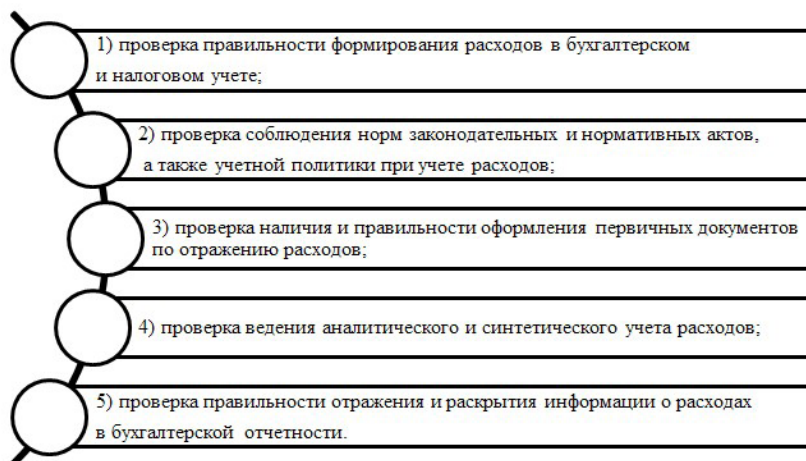 1) проверка правильности формирования расходов в бухгалтерском
и налоговом учете;
2) проверка соблюдения норм законодательных и нормативных актов,
а также учетной политики при учете расходов;
3) проверка наличия и правильности оформления первичных документов
по отражению расходов;
4) проверка ведения аналитического и синтетического учета расходов;
5) проверка правильности отражения и раскрытия информации о расходах
в бухгалтерской отчетности.